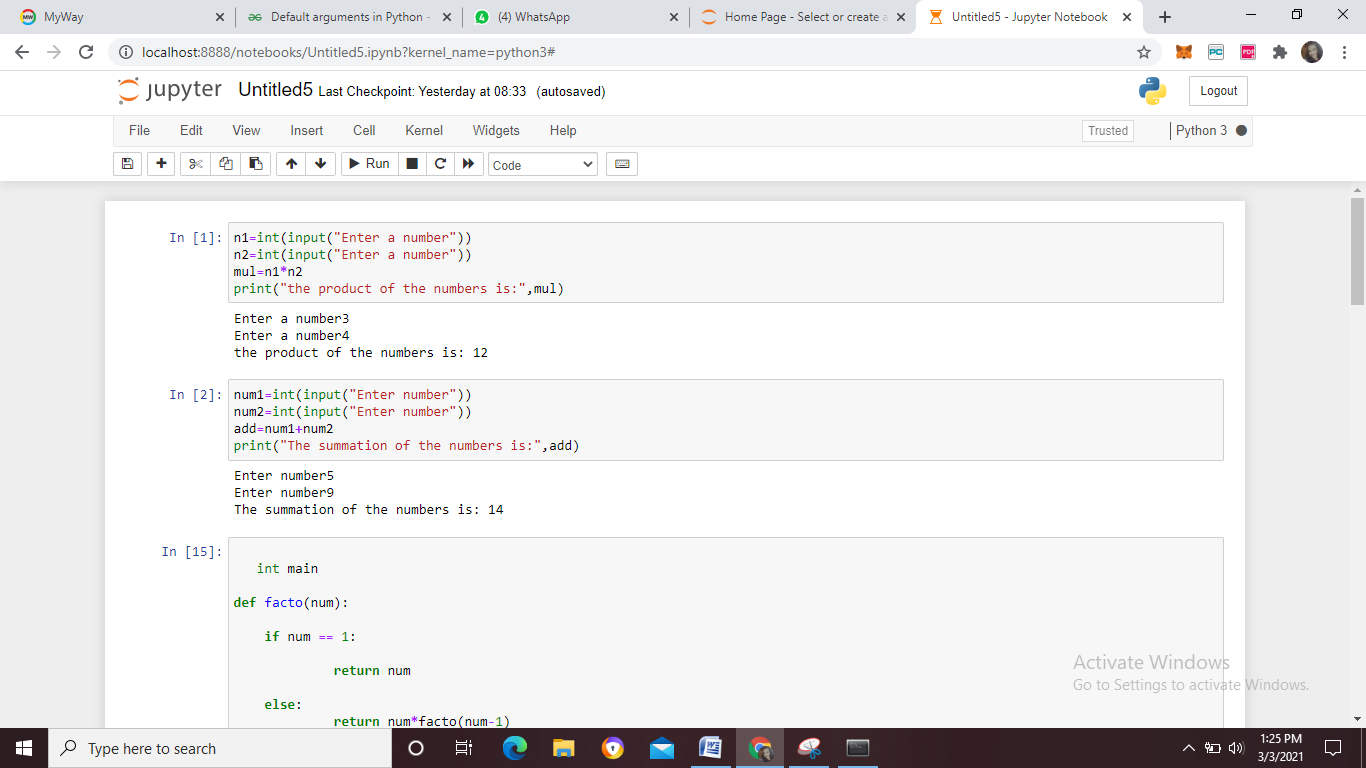 MyWay
Default arguments in Python -
(4) WhatsApp
Home Page - Select or create a
Untitled5 - Jupyter Notebook
localhost:8888/notebooks/Untitled5.ipynb?kernel_name=python3#
jupyter Untitled5 Last Checkpoint: Yesterday at 08:33 (autosaved)
Logout
File Edit View Insert Cell Kernel Widgets Help
Trusted
Python 3
Run
Code
In [1]: n1=int(input("Enter a number"))
n2=int(input("Enter a number"))
mul=n1*n2
print("the product of the numbers is:",mul)
Enter a number3
Enter a number4
the product of the numbers is: 12
In [2]: num1=int(input("Enter number"))
num2=int(input("Enter number"))
add=num1+num2
print("The summation of the numbers is:",add)
Enter number5
Enter number9
The summation of the numbers is: 14
In [15]:
int main
def facto(num):
if num == 1:
return num
else:
return num*facto(num-1)
Activate Windows
Go to Settings to activate Windows.
Type here to search
1:25 PM
3/3/2021